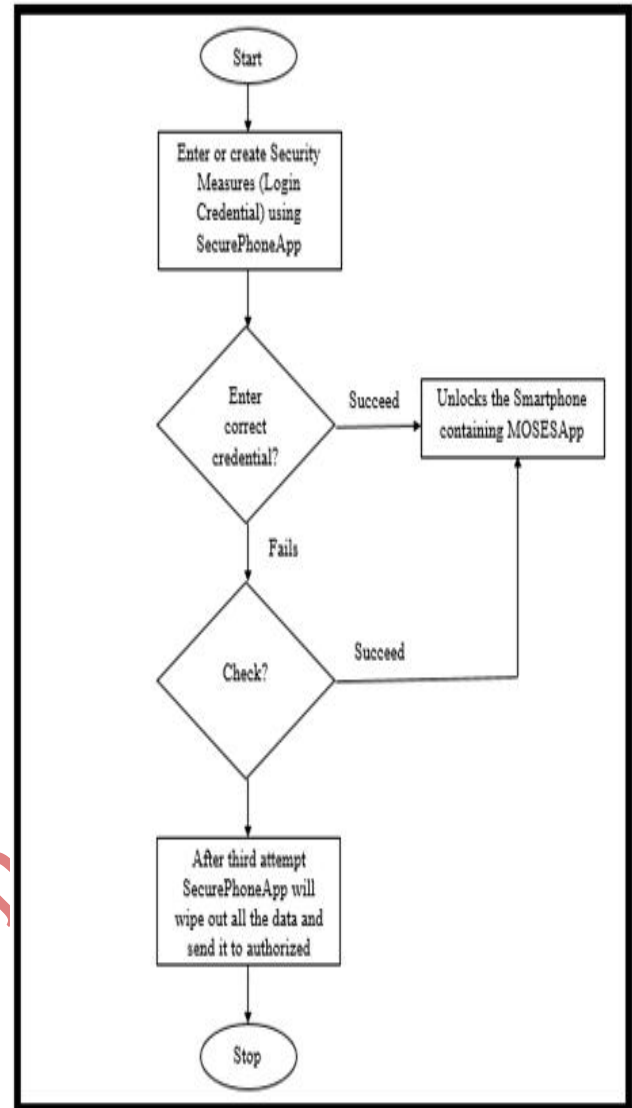 Start
Enter or create Security
Measures (Login
Credential) using
SecurePhoneApp
Enter
correct
credential?
Succeed
Unlocks the Smartphone
containing MOSESApp
Fails
Check?
Succeed
After third attempt
SecurePhoneApp will
wipe out all the data and
send it to authorized
Stop